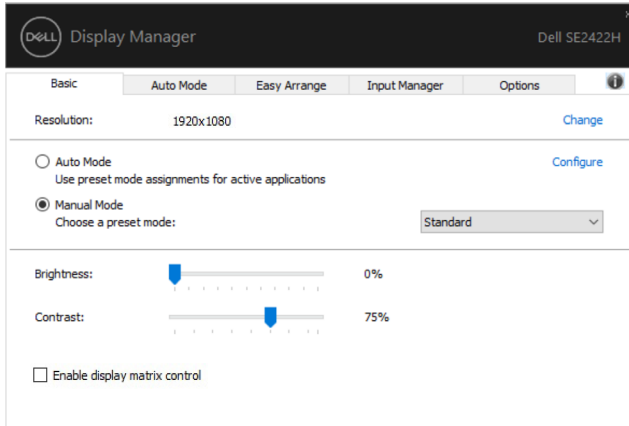 DELL Display Manager
Dell SE2422H
Basic Auto Mode Easy Arrange Input Manager Options
Resolution: 1920x1080 Change
Auto Mode Configure
Use preset mode assignments for active applications
Manual Mode
Choose a preset mode: Standard
Brightness: 0%
Contrast: 75%
Enable display matrix control